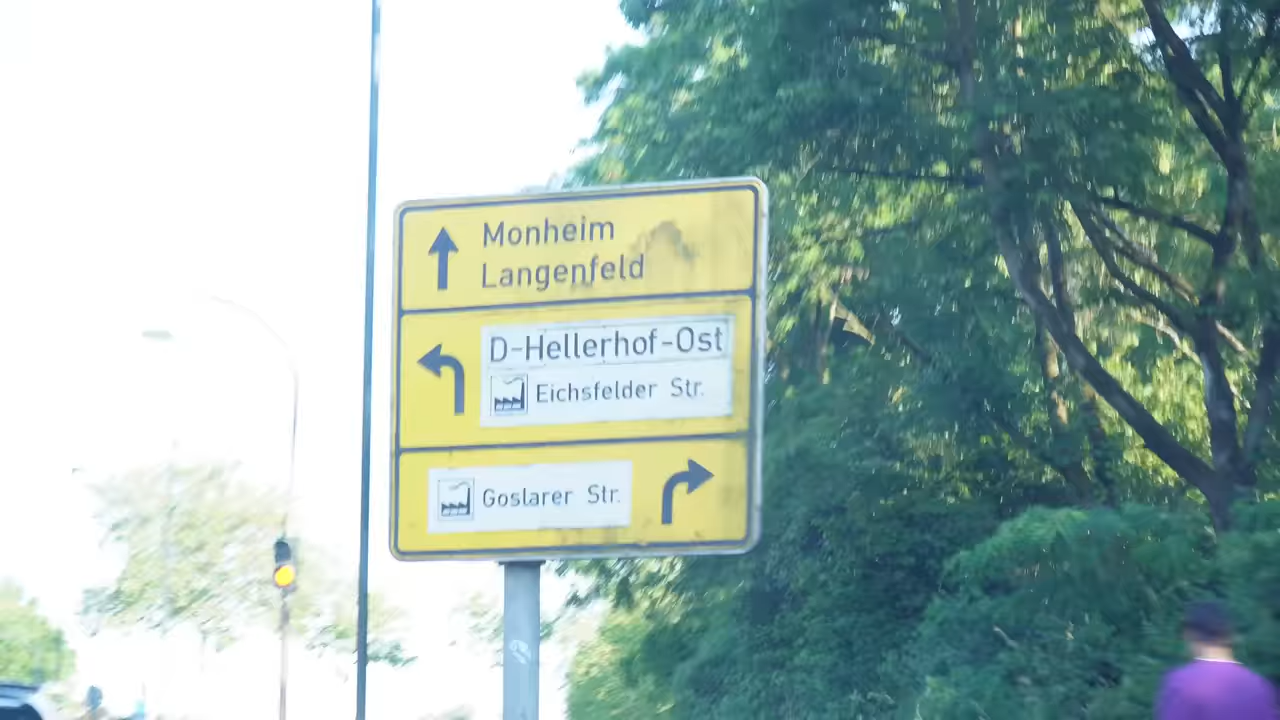 Monheim
Langenfeld
D-Hellerhof-Ost
Eichsfelder Str.
Goslarer Str.